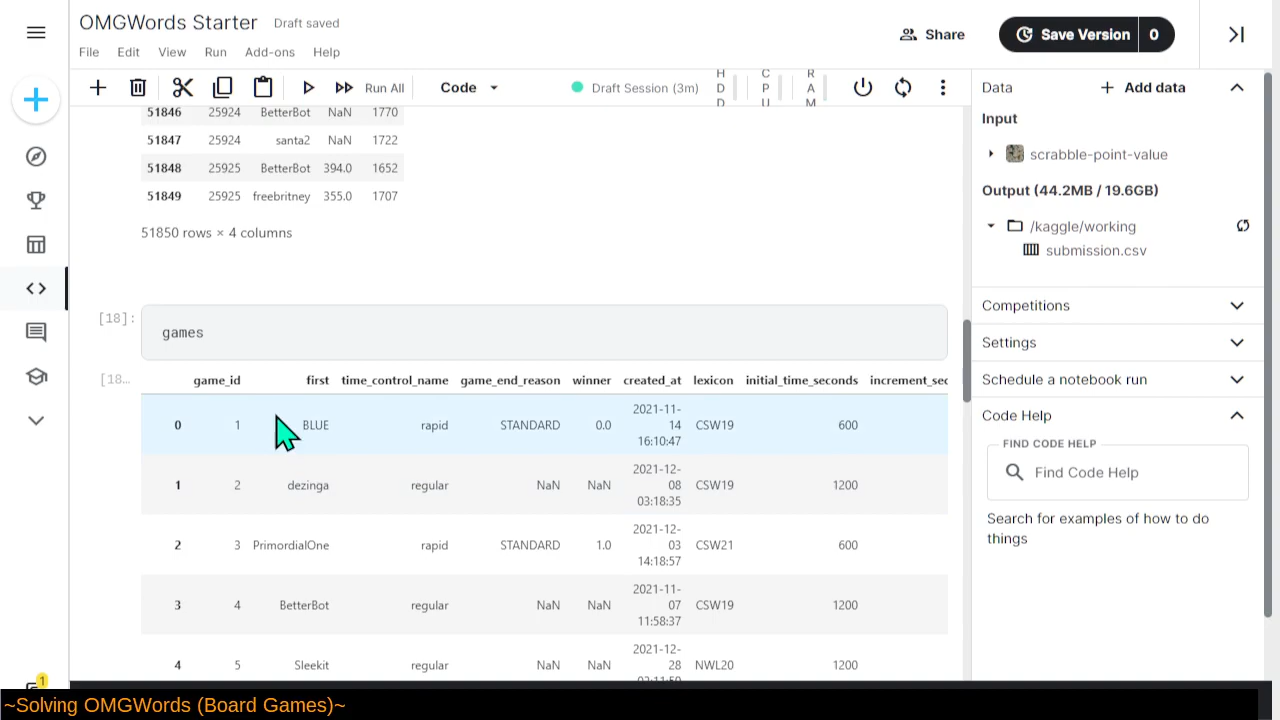 OMGWords Starter Draft saved
File Edit View Run Add-ons Help
Share
Save Version 0
Run All Code Draft Session (3m) HDD CPU RAM
51846 25924 BetterBot NaN 1770
51847 25924 santa2 NaN 1722
51848 25925 BetterBot 394.0 1652
51849 25925 freebritney 355.0 1707
51850 rows × 4 columns
[18]: games
[18...
game_id first time_control_name game_end_reason winner created_at lexicon initial_time_seconds increment_sec
0 1 BLUE rapid STANDARD 0.0 2021-11-14 16:10:47 CSW19 600
1 2 dezinga regular NaN NaN 2021-12-08 03:18:35 CSW19 1200
2 3 PrimordialOne rapid STANDARD 1.0 2021-12-03 14:18:57 CSW21 600
3 4 BetterBot regular NaN NaN 2021-11-07 11:58:37 CSW19 1200
4 5 Sleekit regular NaN NaN 2021-12-28 NWL20 1200
Data
Add data
Input
scrabble-point-value
Output (44.2MB / 19.6GB)
/kaggle/working
submission.csv
Competitions
Settings
Schedule a notebook run
Code Help
FIND CODE HELP
Find Code Help
Search for examples of how to do
things
1
~Solving OMGWords (Board Games)~